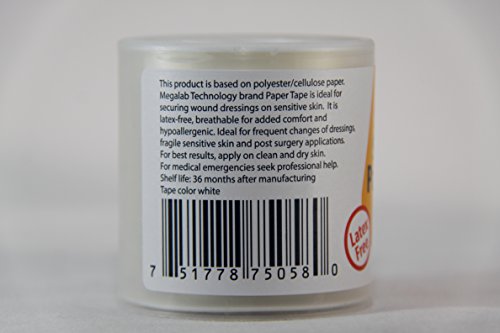 This product is based on polyester/cellulose paper.
Megalab Technology brand Paper Tape is ideal for
securing wound dressings on sensitive skin. It is
latex-free, breathable for added comfort and
hypoallergenic. Ideal for frequent changes of dressings,
fragile sensitive skin and post surgery applications.
For best results, apply on clean and dry skin.
For medical emergencies seek professional help.
Shelf life: 36 months after manufacturing
Tape color white
Latex
Free
7 51778 75058 0